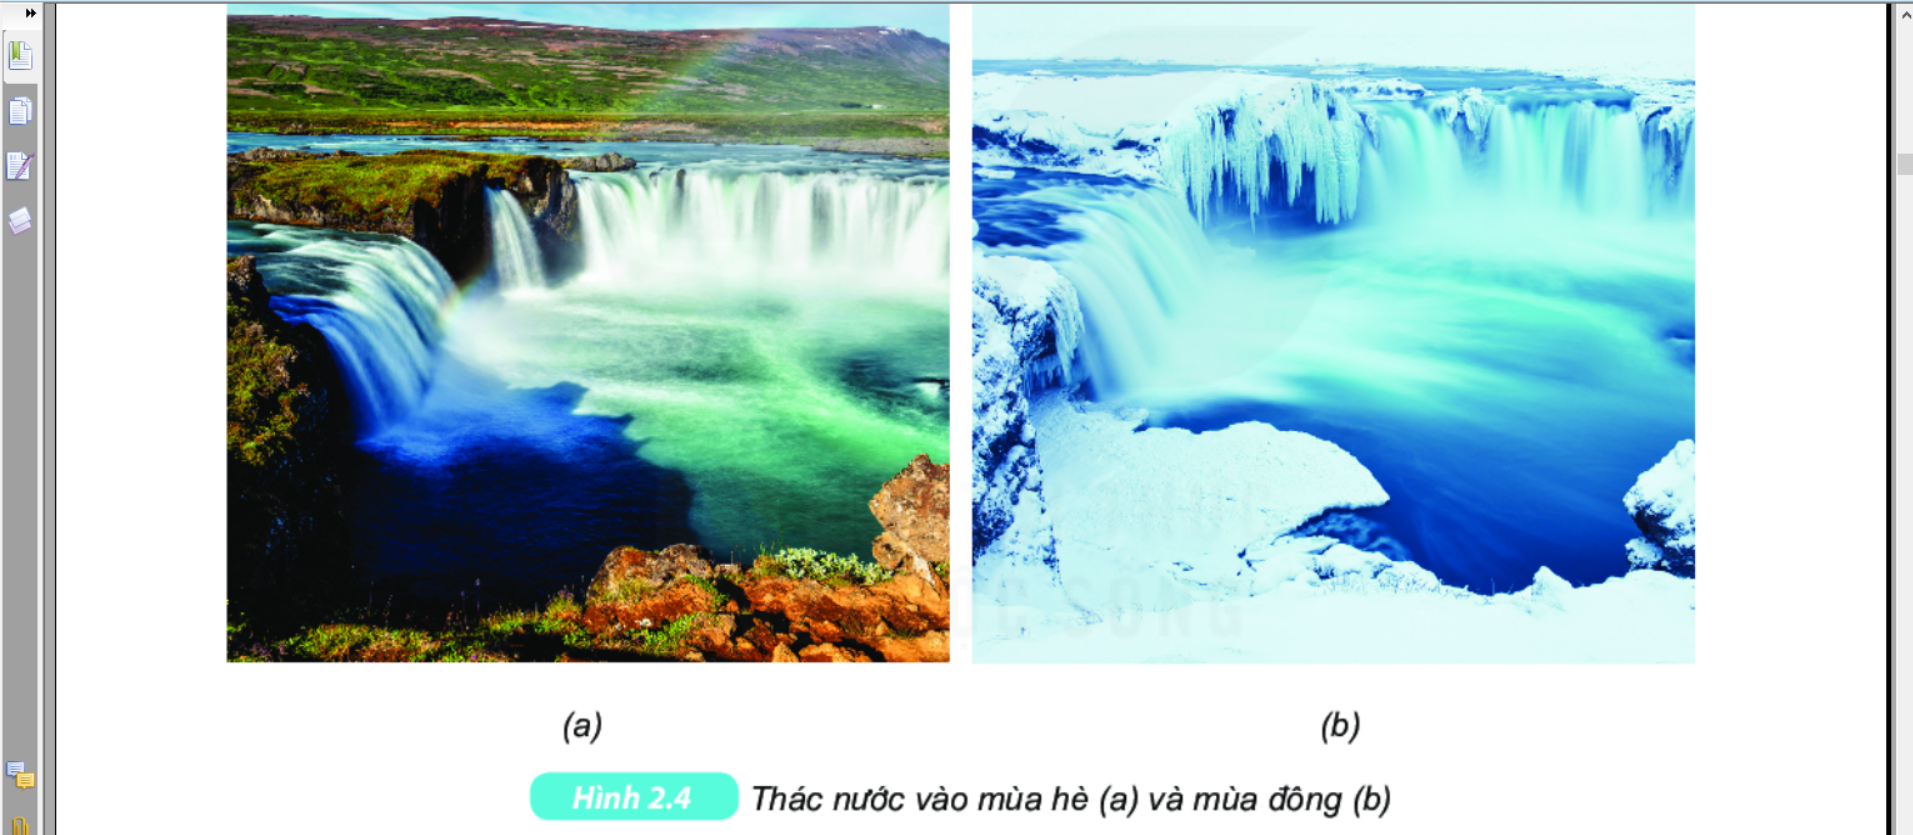 (a)
(b)
Hình 2.4 Thác nước vào mùa hè (a) và mùa đông (b)